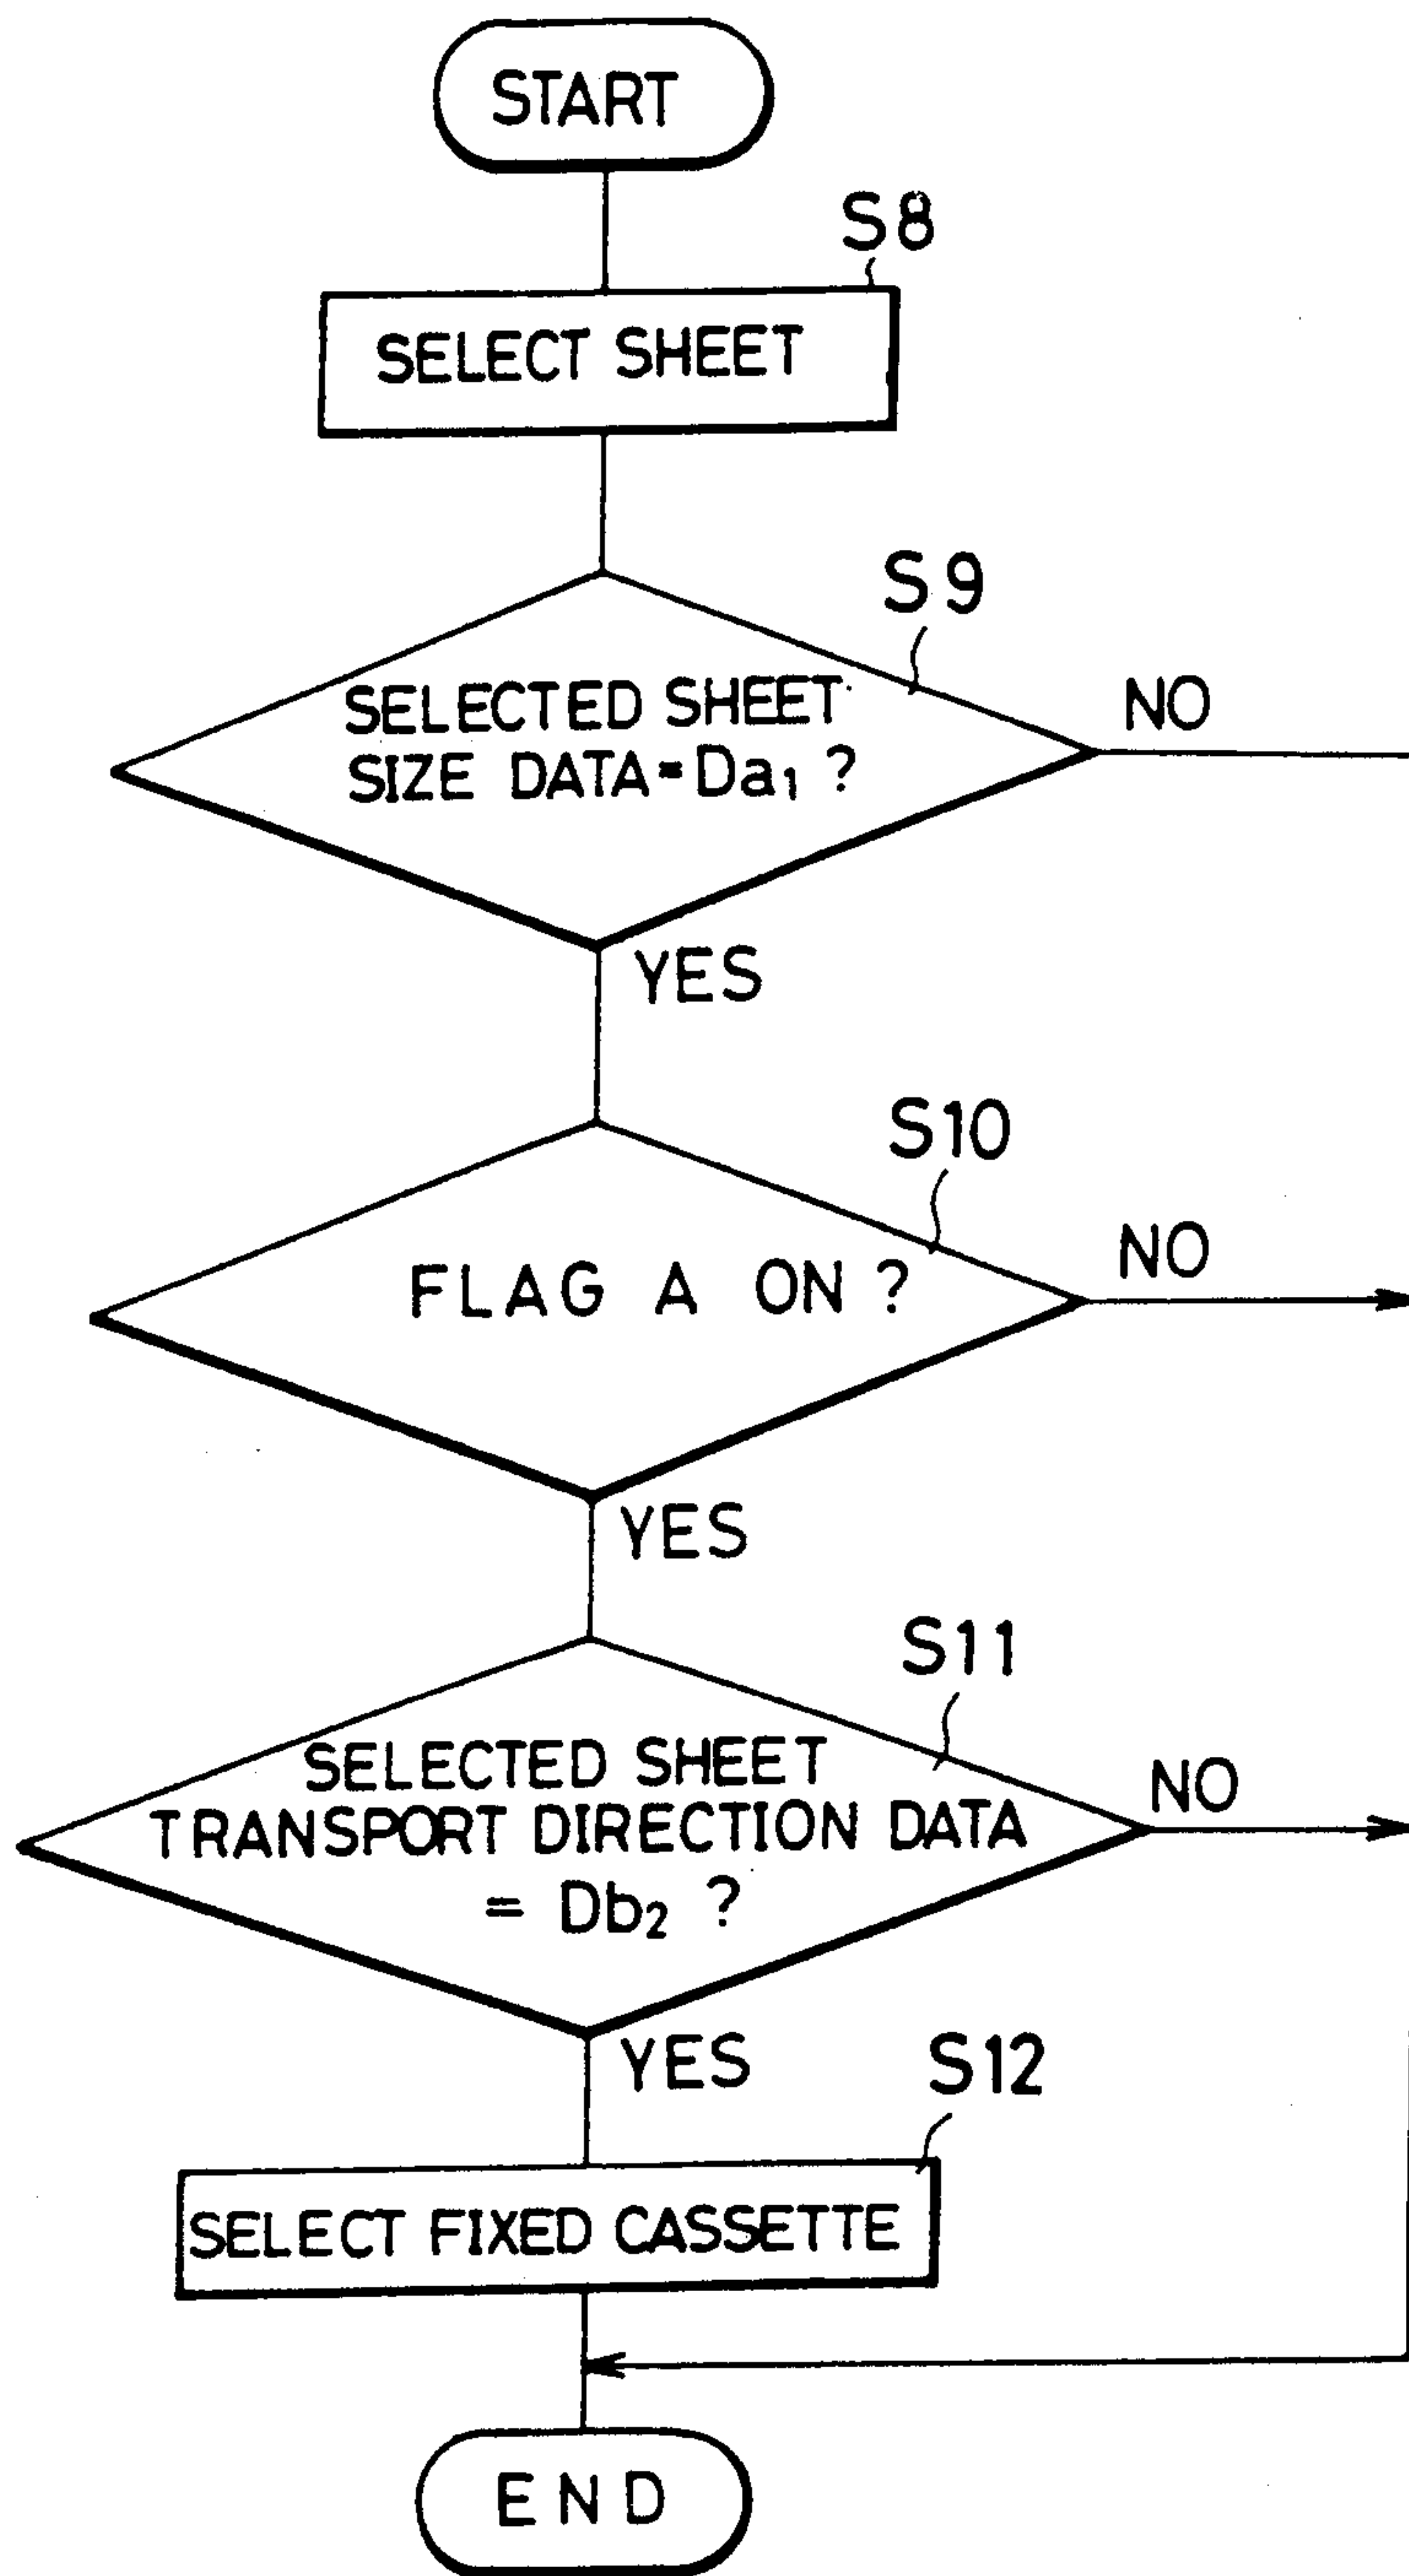 START
S8
SELECT SHEET
S9
SELECTED SHEET
SIZE DATA=Da₁ ?
NO
YES
S10
FLAG A ON ?
NO
YES
S11
SELECTED SHEET
TRANSPORT DIRECTION DATA
= Db₂ ?
NO
YES
S12
SELECT FIXED CASSETTE
END